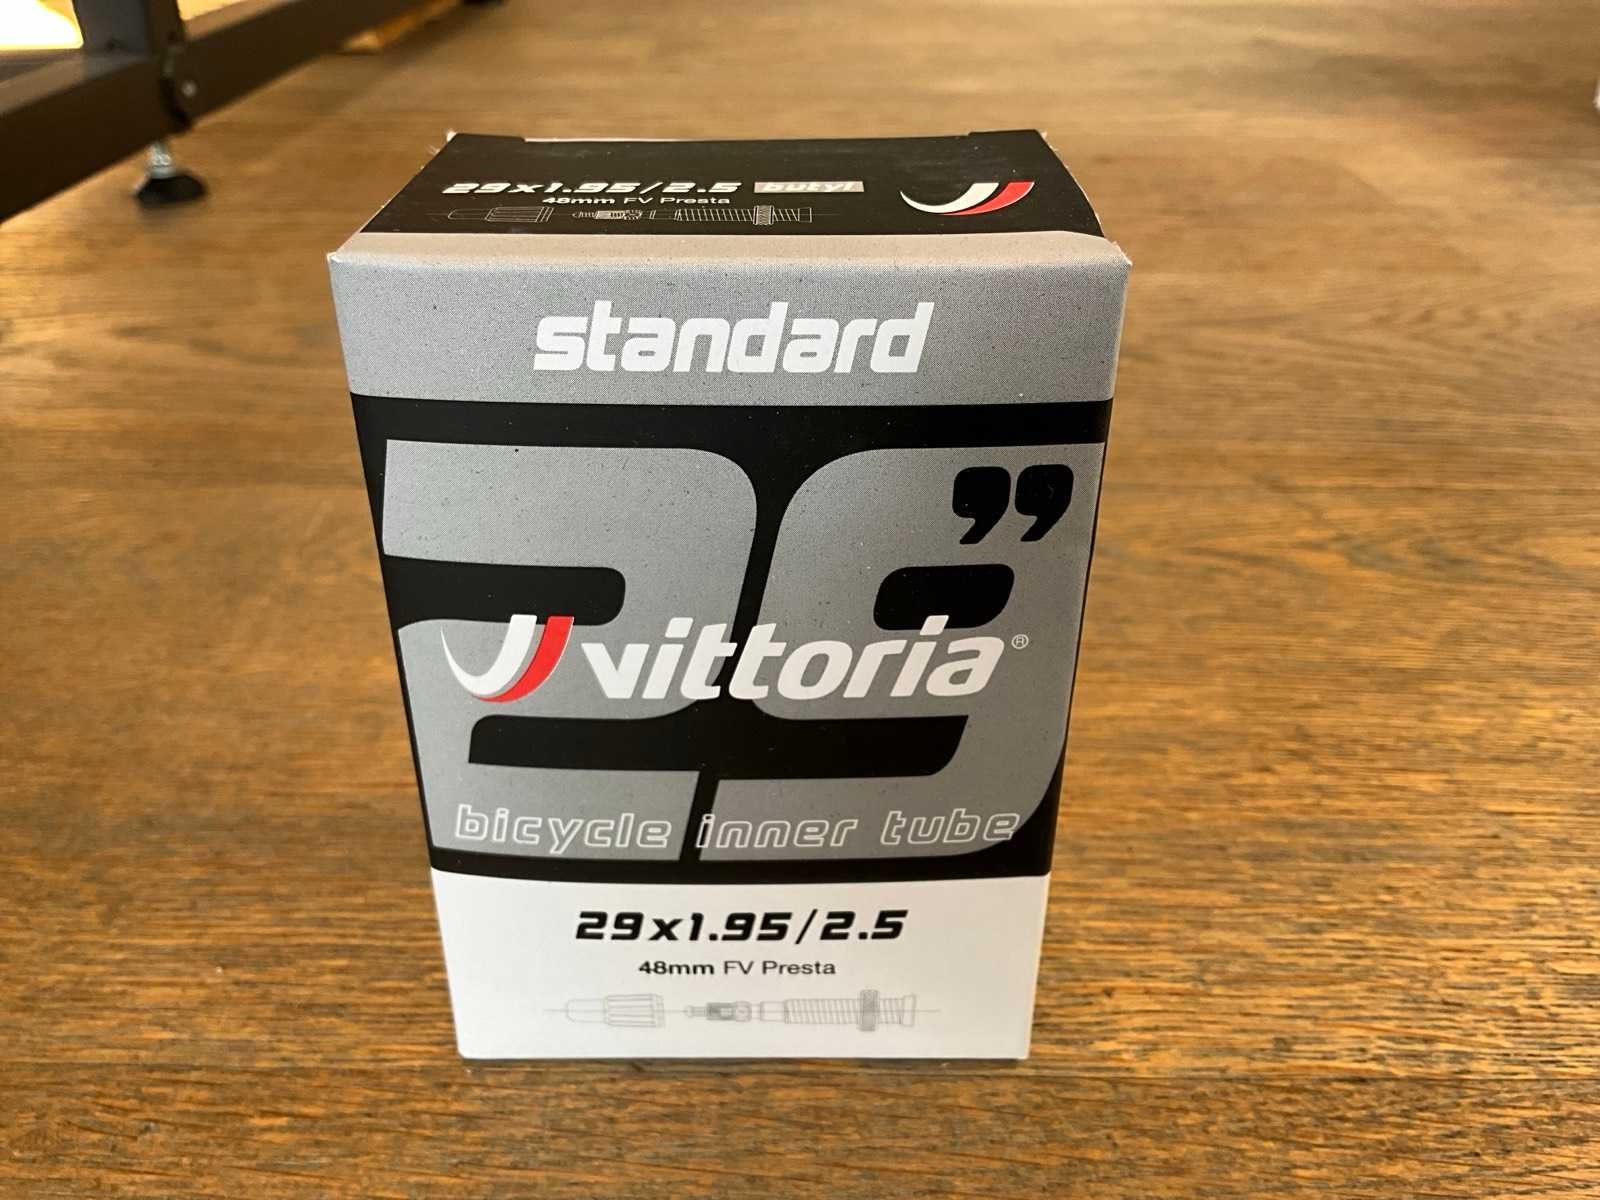 29x1.95/2.5 butyl
48mm FV Presta
standard
29"
vittoria®
bicycle inner tube
29x1.95/2.5
48mm FV Presta